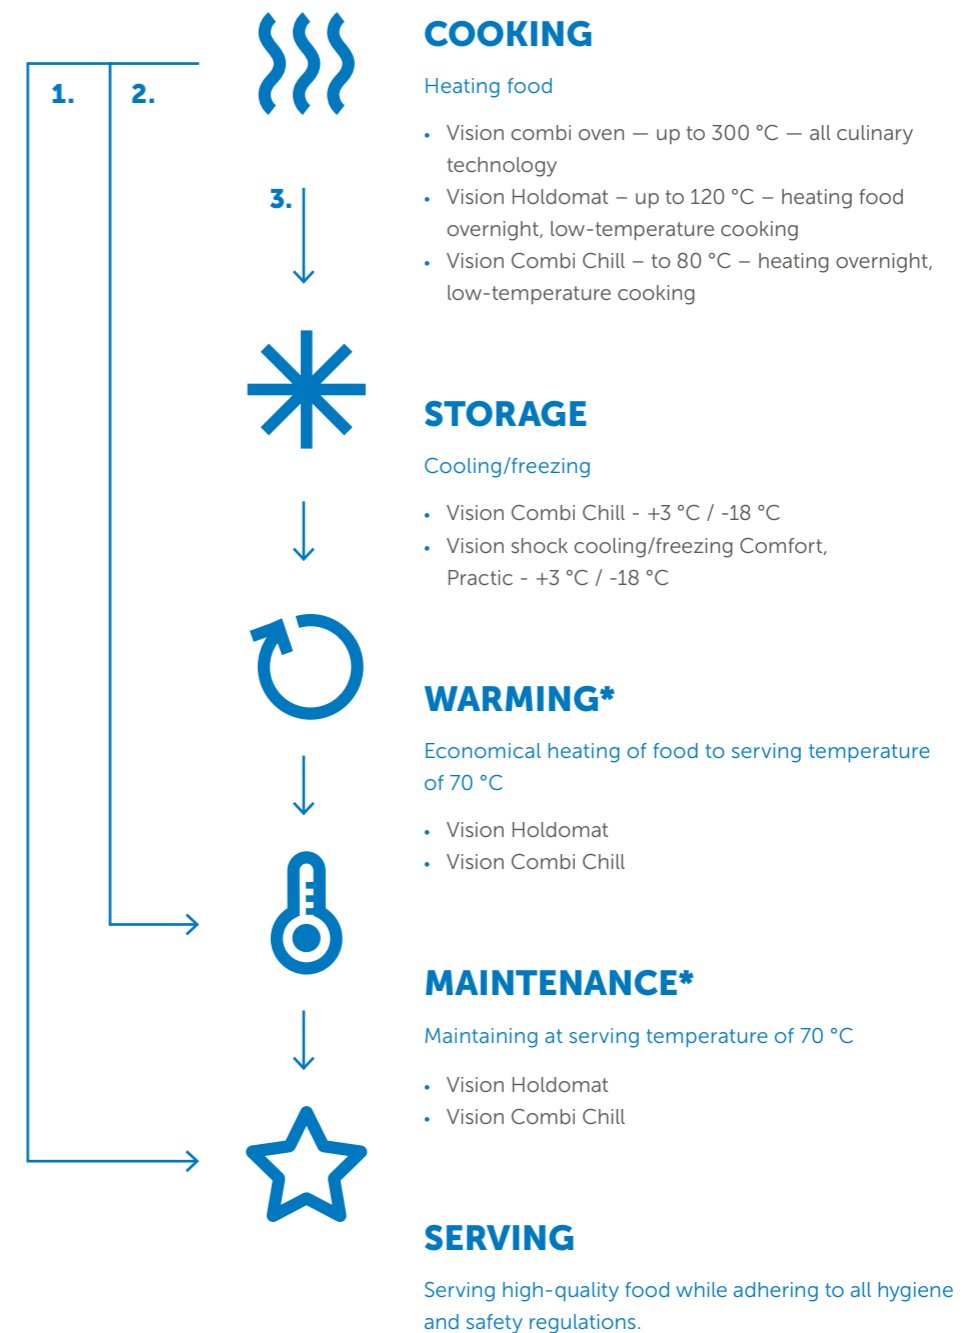 COOKING
1. 2.
Heating food
• Vision combi oven — up to 300 °C — all culinary
technology
3.
• Vision Holdomat – up to 120 °C – heating food
overnight, low-temperature cooking
• Vision Combi Chill – to 80 °C – heating overnight,
low-temperature cooking
STORAGE
Cooling/freezing
• Vision Combi Chill - +3 °C / -18 °C
• Vision shock cooling/freezing Comfort,
Practic - +3 °C / -18 °C
WARMING*
Economical heating of food to serving temperature
of 70 °C
• Vision Holdomat
• Vision Combi Chill
MAINTENANCE*
Maintaining at serving temperature of 70 °C
• Vision Holdomat
• Vision Combi Chill
SERVING
Serving high-quality food while adhering to all hygiene
and safety regulations.